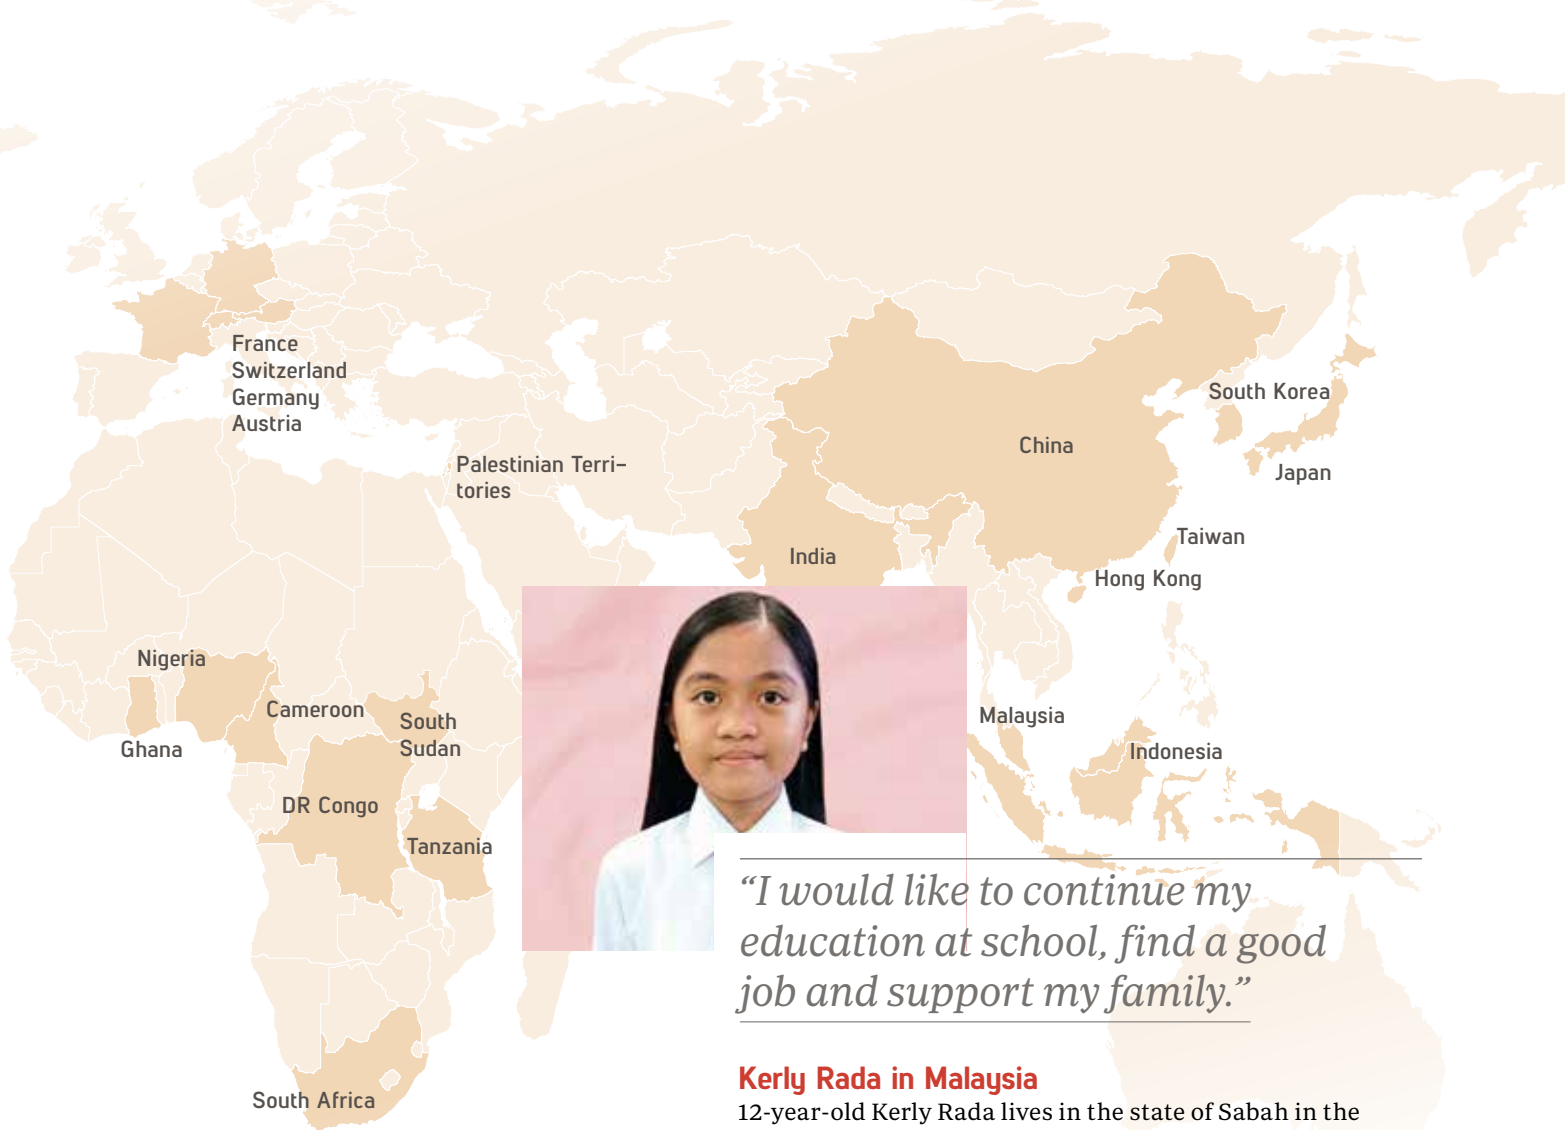 France
Switzerland
Germany
Austria
Palestinian Terri-
tories
China
South Korea
Japan
Taiwan
Hong Kong
India
Nigeria
Ghana
Cameroon
South
Sudan
DR Congo
Tanzania
South Africa
Malaysia
Indonesia
“I would like to continue my
education at school, find a good
job and support my family.”
Kerly Rada in Malaysia
12-year-old Kerly Rada lives in the state of Sabah in the